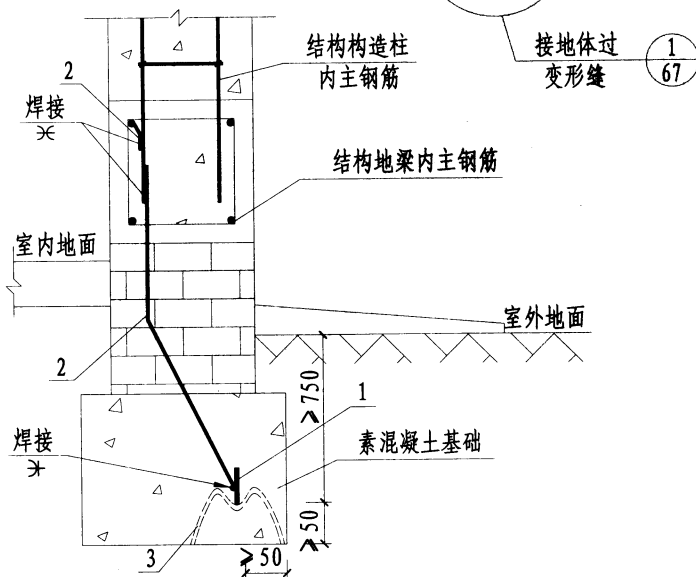 结构构造柱
内主钢筋
接地体过
变形缝
1
67
2
焊接
结构地梁内主钢筋
室内地面
室外地面
2
≥750
1
焊接
素混凝土基础
≥50
3
≥50